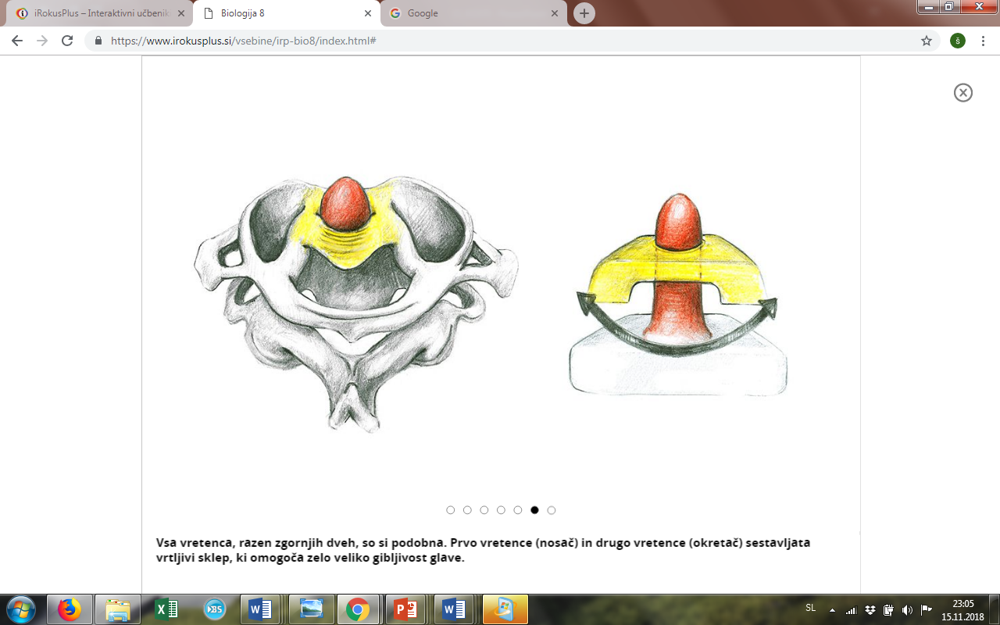 iRokusPlus – Interaktivni učbenik
Biologija 8
Google
https://www.irokusplus.si/vsebine/irp-bio8/index.html#
š
Vsa vretenca, razen zgornjih dveh, so si podobna. Prvo vretence (nosač) in drugo vretence (okretač) sestavljata
vrtljivi sklep, ki omogoča zelo veliko gibljivost glave.
BS
SL
23:05
15.11.2018